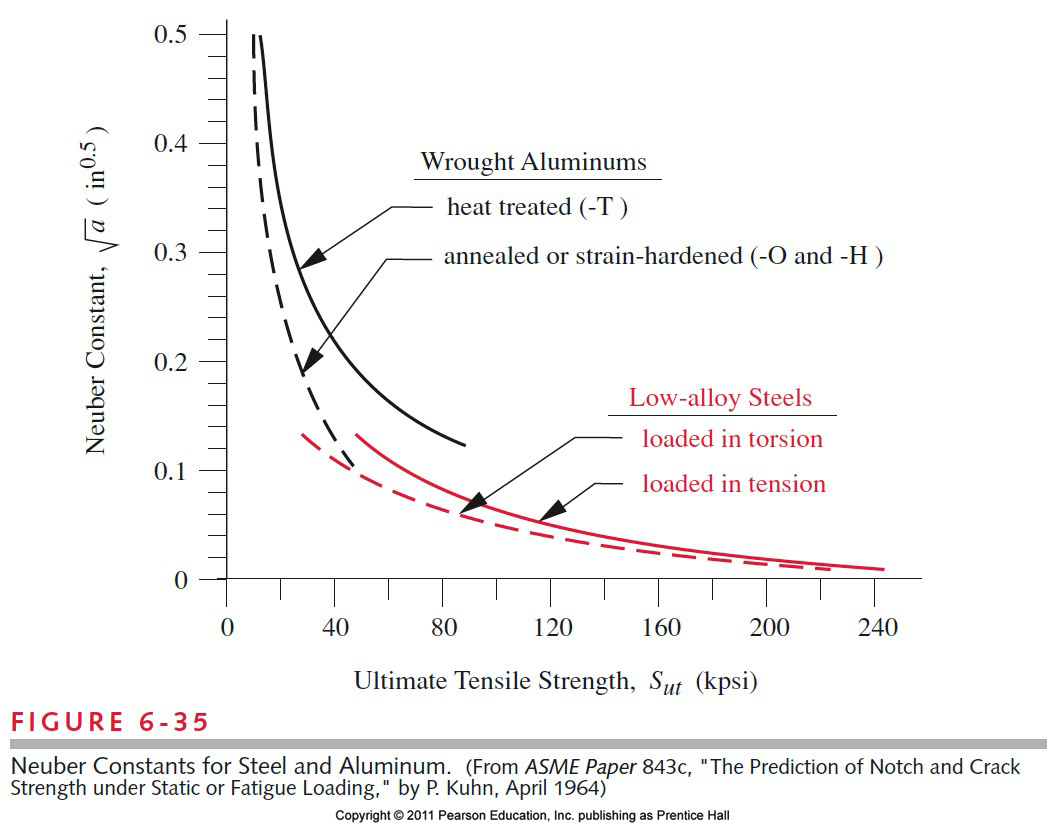 0.5
0.4
0.3
0.2
0.1
0
Neuber Constant, √a ( in0.5 )
Wrought Aluminums
heat treated (-T )
annealed or strain-hardened (-O and -H )
Low-alloy Steels
loaded in torsion
loaded in tension
0 40 80 120 160 200 240
Ultimate Tensile Strength, Sut (kpsi)
FIGURE 6-35
Neuber Constants for Steel and Aluminum. (From ASME Paper 843c, "The Prediction of Notch and Crack
Strength under Static or Fatigue Loading," by P. Kuhn, April 1964)
Copyright © 2011 Pearson Education, Inc. publishing as Prentice Hall